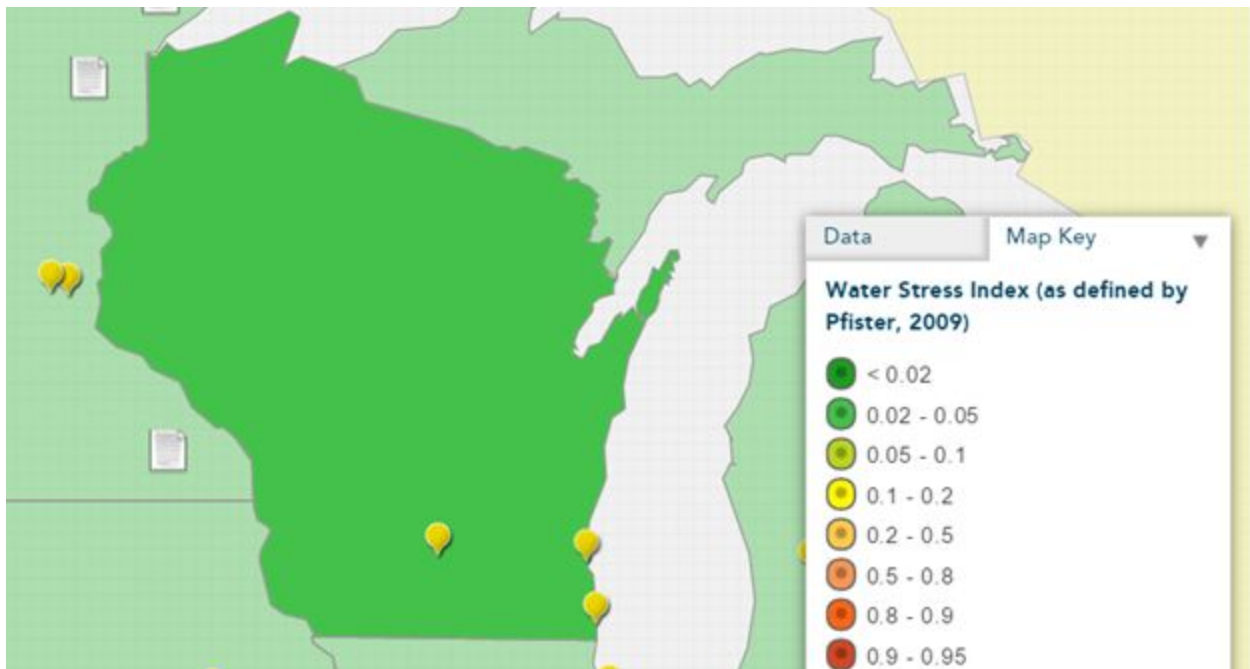 Data
Map Key
Water Stress Index (as defined by
Pfister, 2009)
< 0.02
0.02 - 0.05
0.05 - 0.1
0.1 - 0.2
0.2 - 0.5
0.5 - 0.8
0.8 - 0.9
0.9 - 0.95